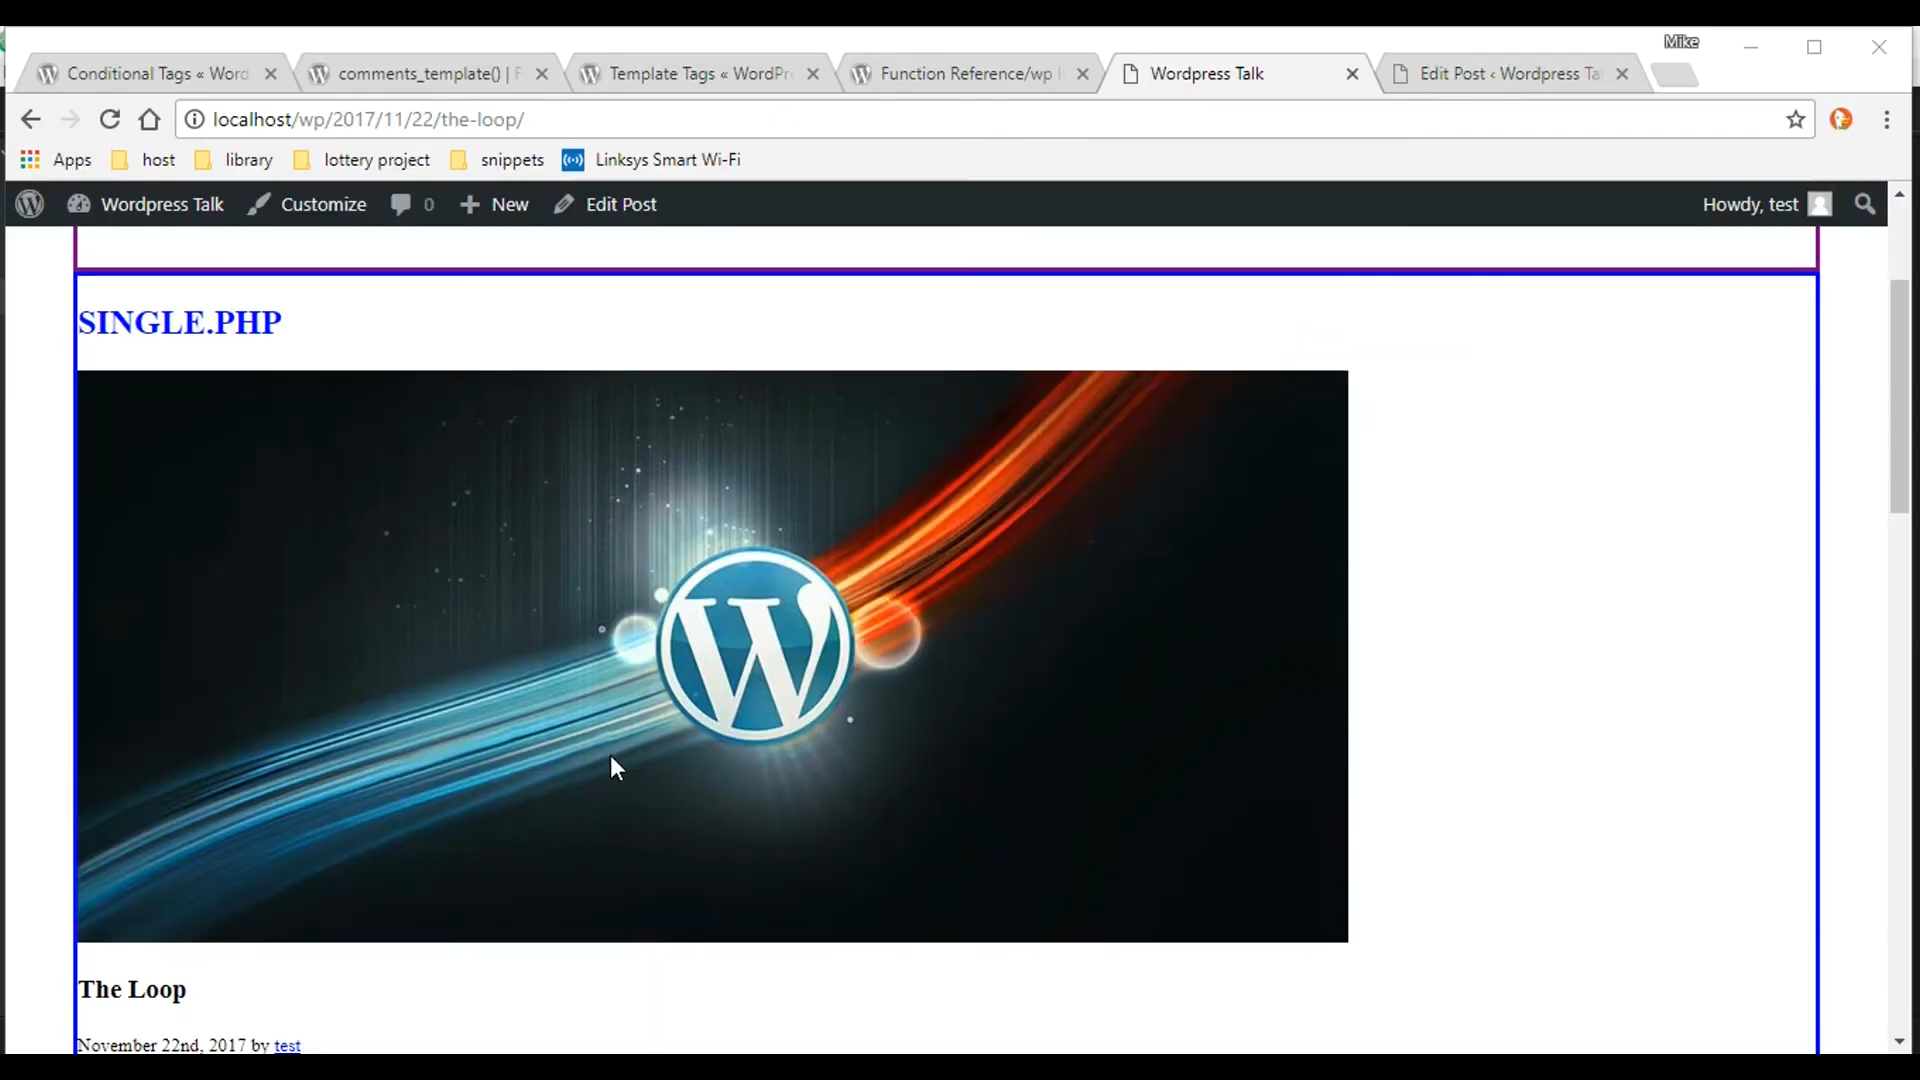 Mike
Conditional Tags « Word
comments_template() | F
Template Tags « WordPr
Function Reference/wp
Wordpress Talk
Edit Post ‹ Wordpress Ta
localhost/wp/2017/11/22/the-loop/
Apps host library lottery project snippets Linksys Smart Wi-Fi
Wordpress Talk Customize 0 New Edit Post Howdy, test
SINGLE.PHP
The Loop
November 22nd, 2017 by test